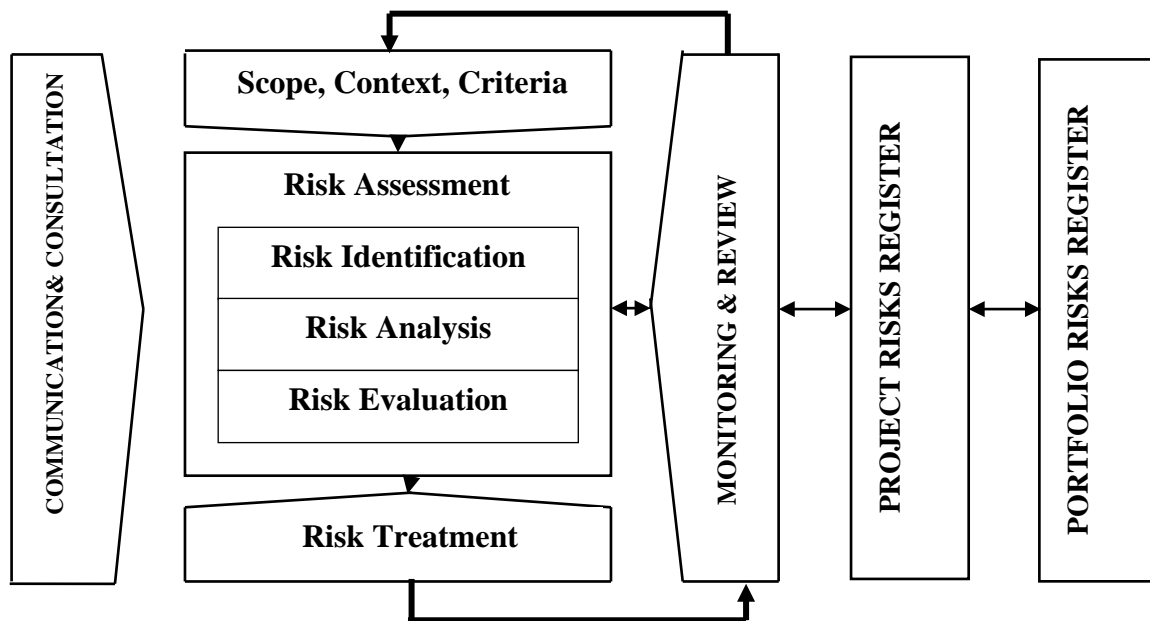 COMMUNICATION& CONSULTATION
Scope, Context, Criteria
Risk Assessment
Risk Identification
Risk Analysis
Risk Evaluation
Risk Treatment
MONITORING & REVIEW
PROJECT RISKS REGISTER
PORTFOLIO RISKS REGISTER